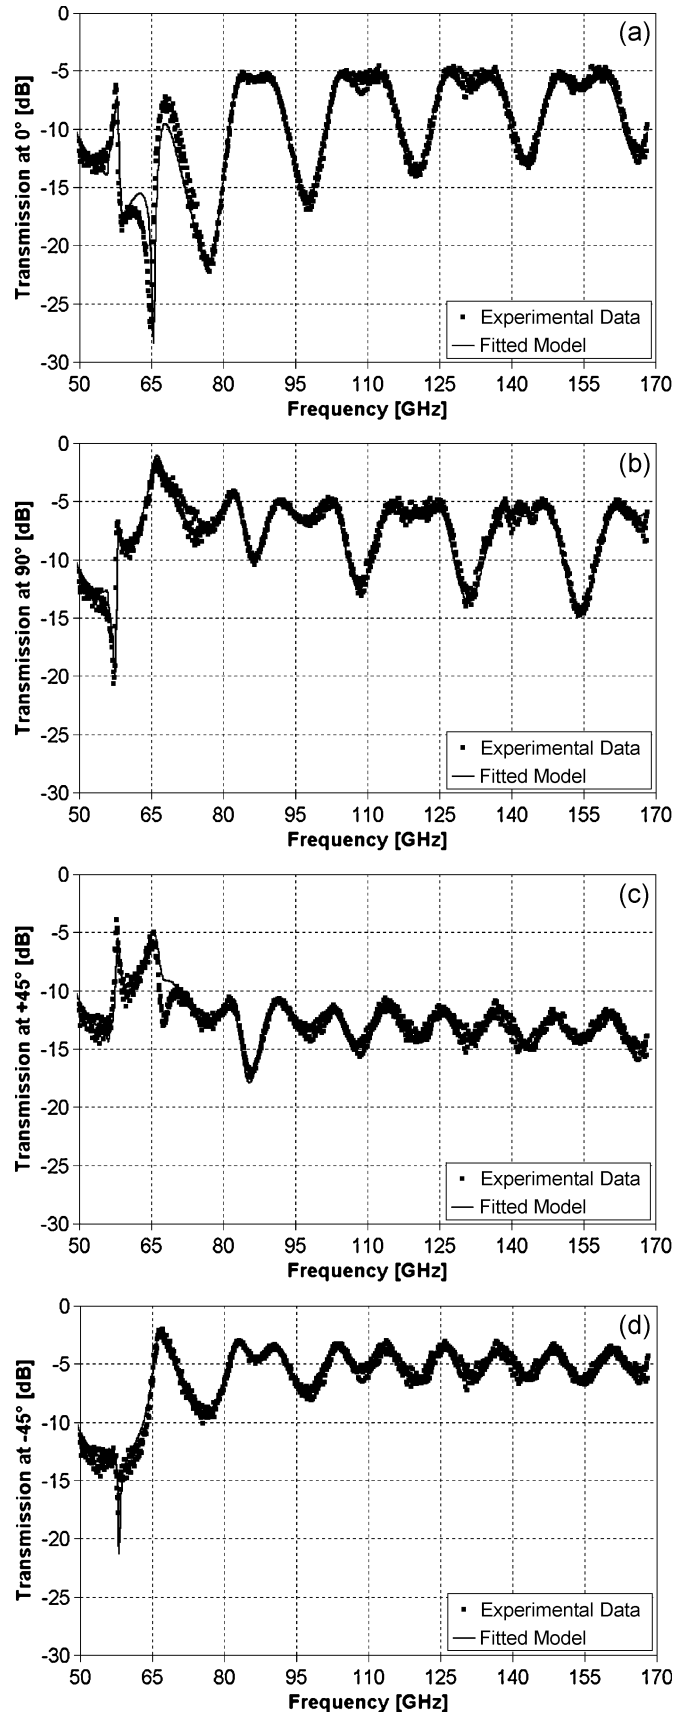 (a)
Transmission at 0° [dB]
-5
-10
-15
-20
-25
-30
Experimental Data
Fitted Model
50 65 80 95 110 125 140 155 170
Frequency [GHz]
(b)
Transmission at 90° [dB]
0
-5
-10
-15
-20
-25
-30
Experimental Data
Fitted Model
50 65 80 95 110 125 140 155 170
Frequency [GHz]
(c)
Transmission at +45° [dB]
0
-5
-10
-15
-20
-25
-30
Experimental Data
Fitted Model
50 65 80 95 110 125 140 155 170
Frequency [GHz]
(d)
Transmission at -45° [dB]
0
-5
-10
-15
-20
-25
-30
Experimental Data
Fitted Model
50 65 80 95 110 125 140 155 170
Frequency [GHz]